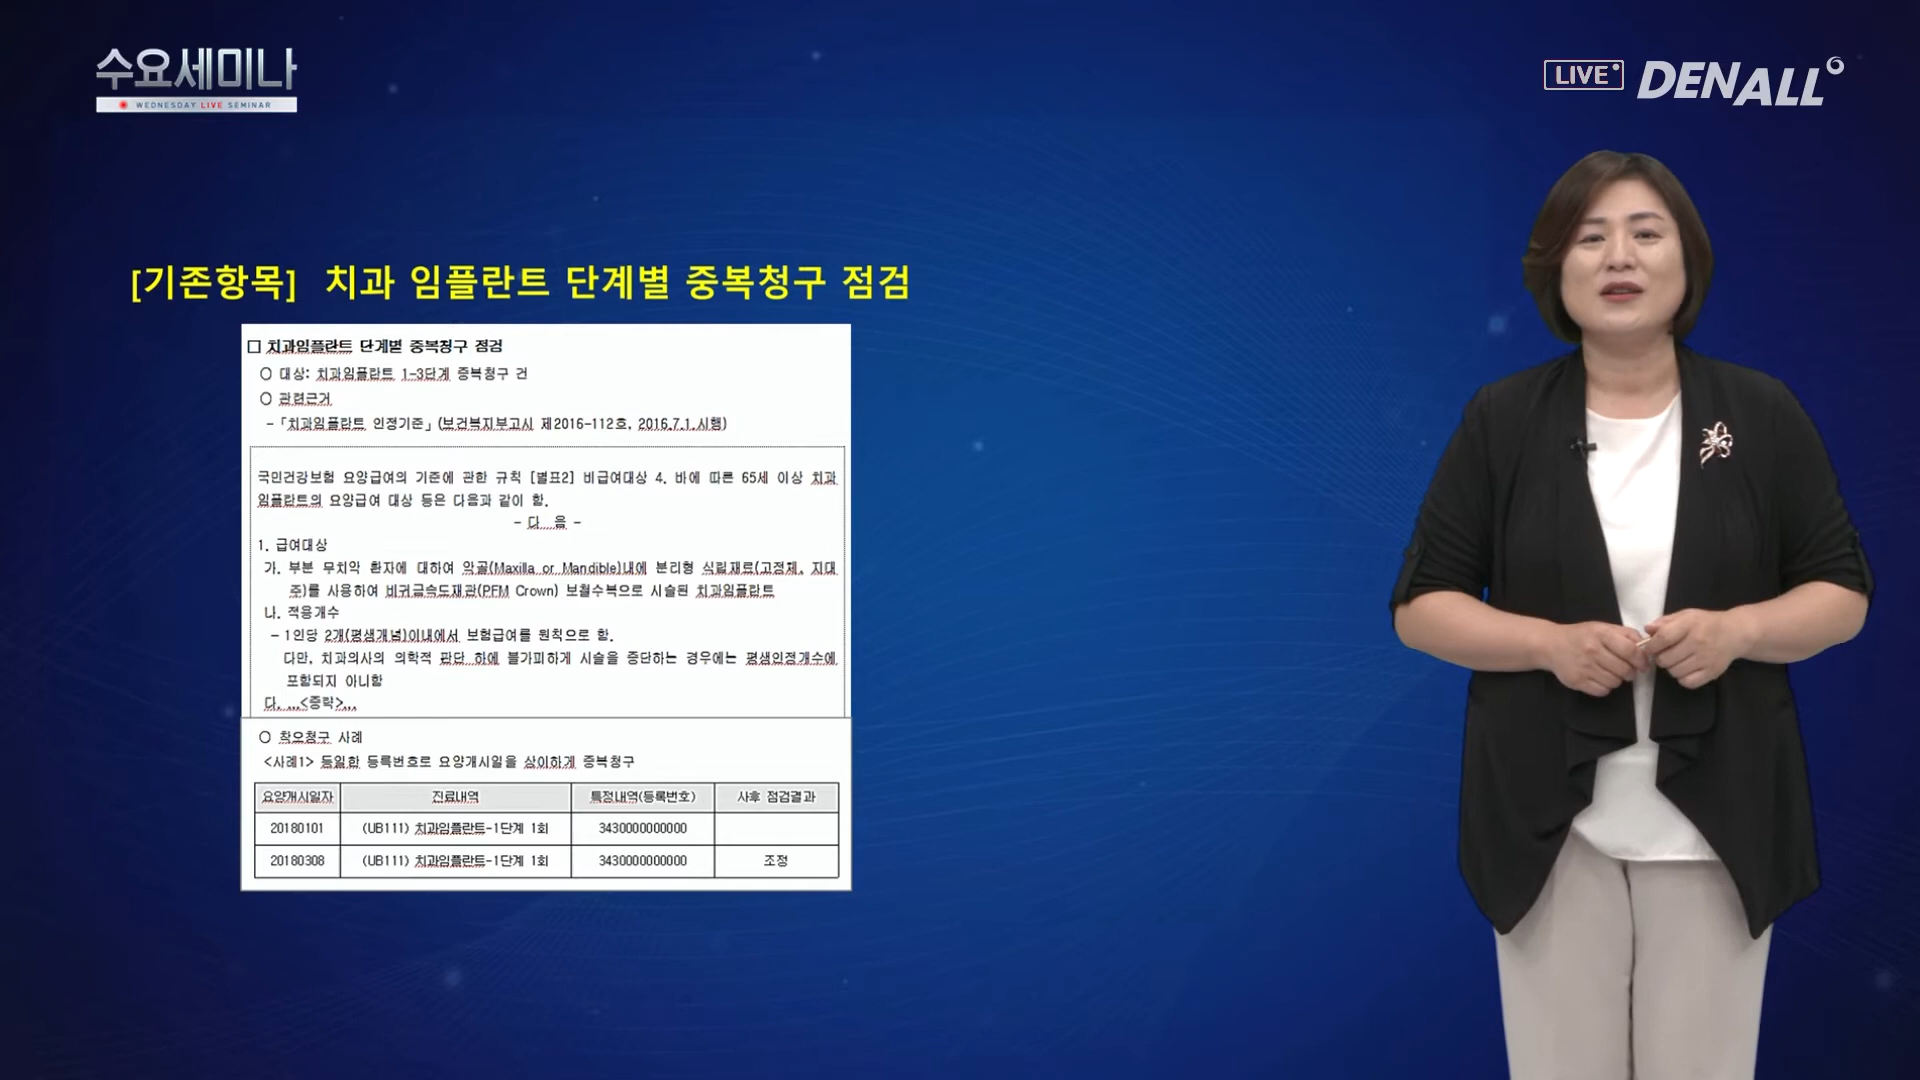 수요세미나
WEDNESDAY LIVE SEMINAR
LIVE
DENALL
[기존항목] 치과 임플란트 단계별 중복청구 점검
□ 치과임플란트 단계별 중복청구 점검
○ 대상: 치과임플란트 1-3단계 중복청구 건
○ 관련근거
-「치과임플란트 인정기준」(보건복지부고시 제2016-112호, 2016.7.1.시행)
국민건강보험 요양급여의 기준에 관한 규칙 [별표2] 비급여대상 4. 바에 따른 65세 이상 치과
임플란트의 요양급여 대상 등은 다음과 같이 함.
- 다 음 -
1. 급여대상
가. 부분 무치악 환자에 대하여 악골(Maxilla or Mandible)내에 분리형 식립재료(고정체, 지대
주)를 사용하여 비귀금속도재관(PFM Crown) 보철수복으로 시술된 치과임플란트
나. 적용개수
- 1인당 2개(평생개념)이내에서 보험급여를 원칙으로 함.
다만, 치과의사의 의학적 판단 하에 불가피하게 시술을 중단하는 경우에는 평생인정개수에
포함되지 아니함
다. ...<중략>...
○ 착오청구 사례
<사례1> 동일한 등록번호로 요양개시일을 상이하게 중복청구
요양개시일자 진료내역 특정내역(등록번호) 사후 점검결과
20180101 (UB111) 치과임플란트-1단계 1회 3430000000000
20180308 (UB111) 치과임플란트-1단계 1회 3430000000000 조정